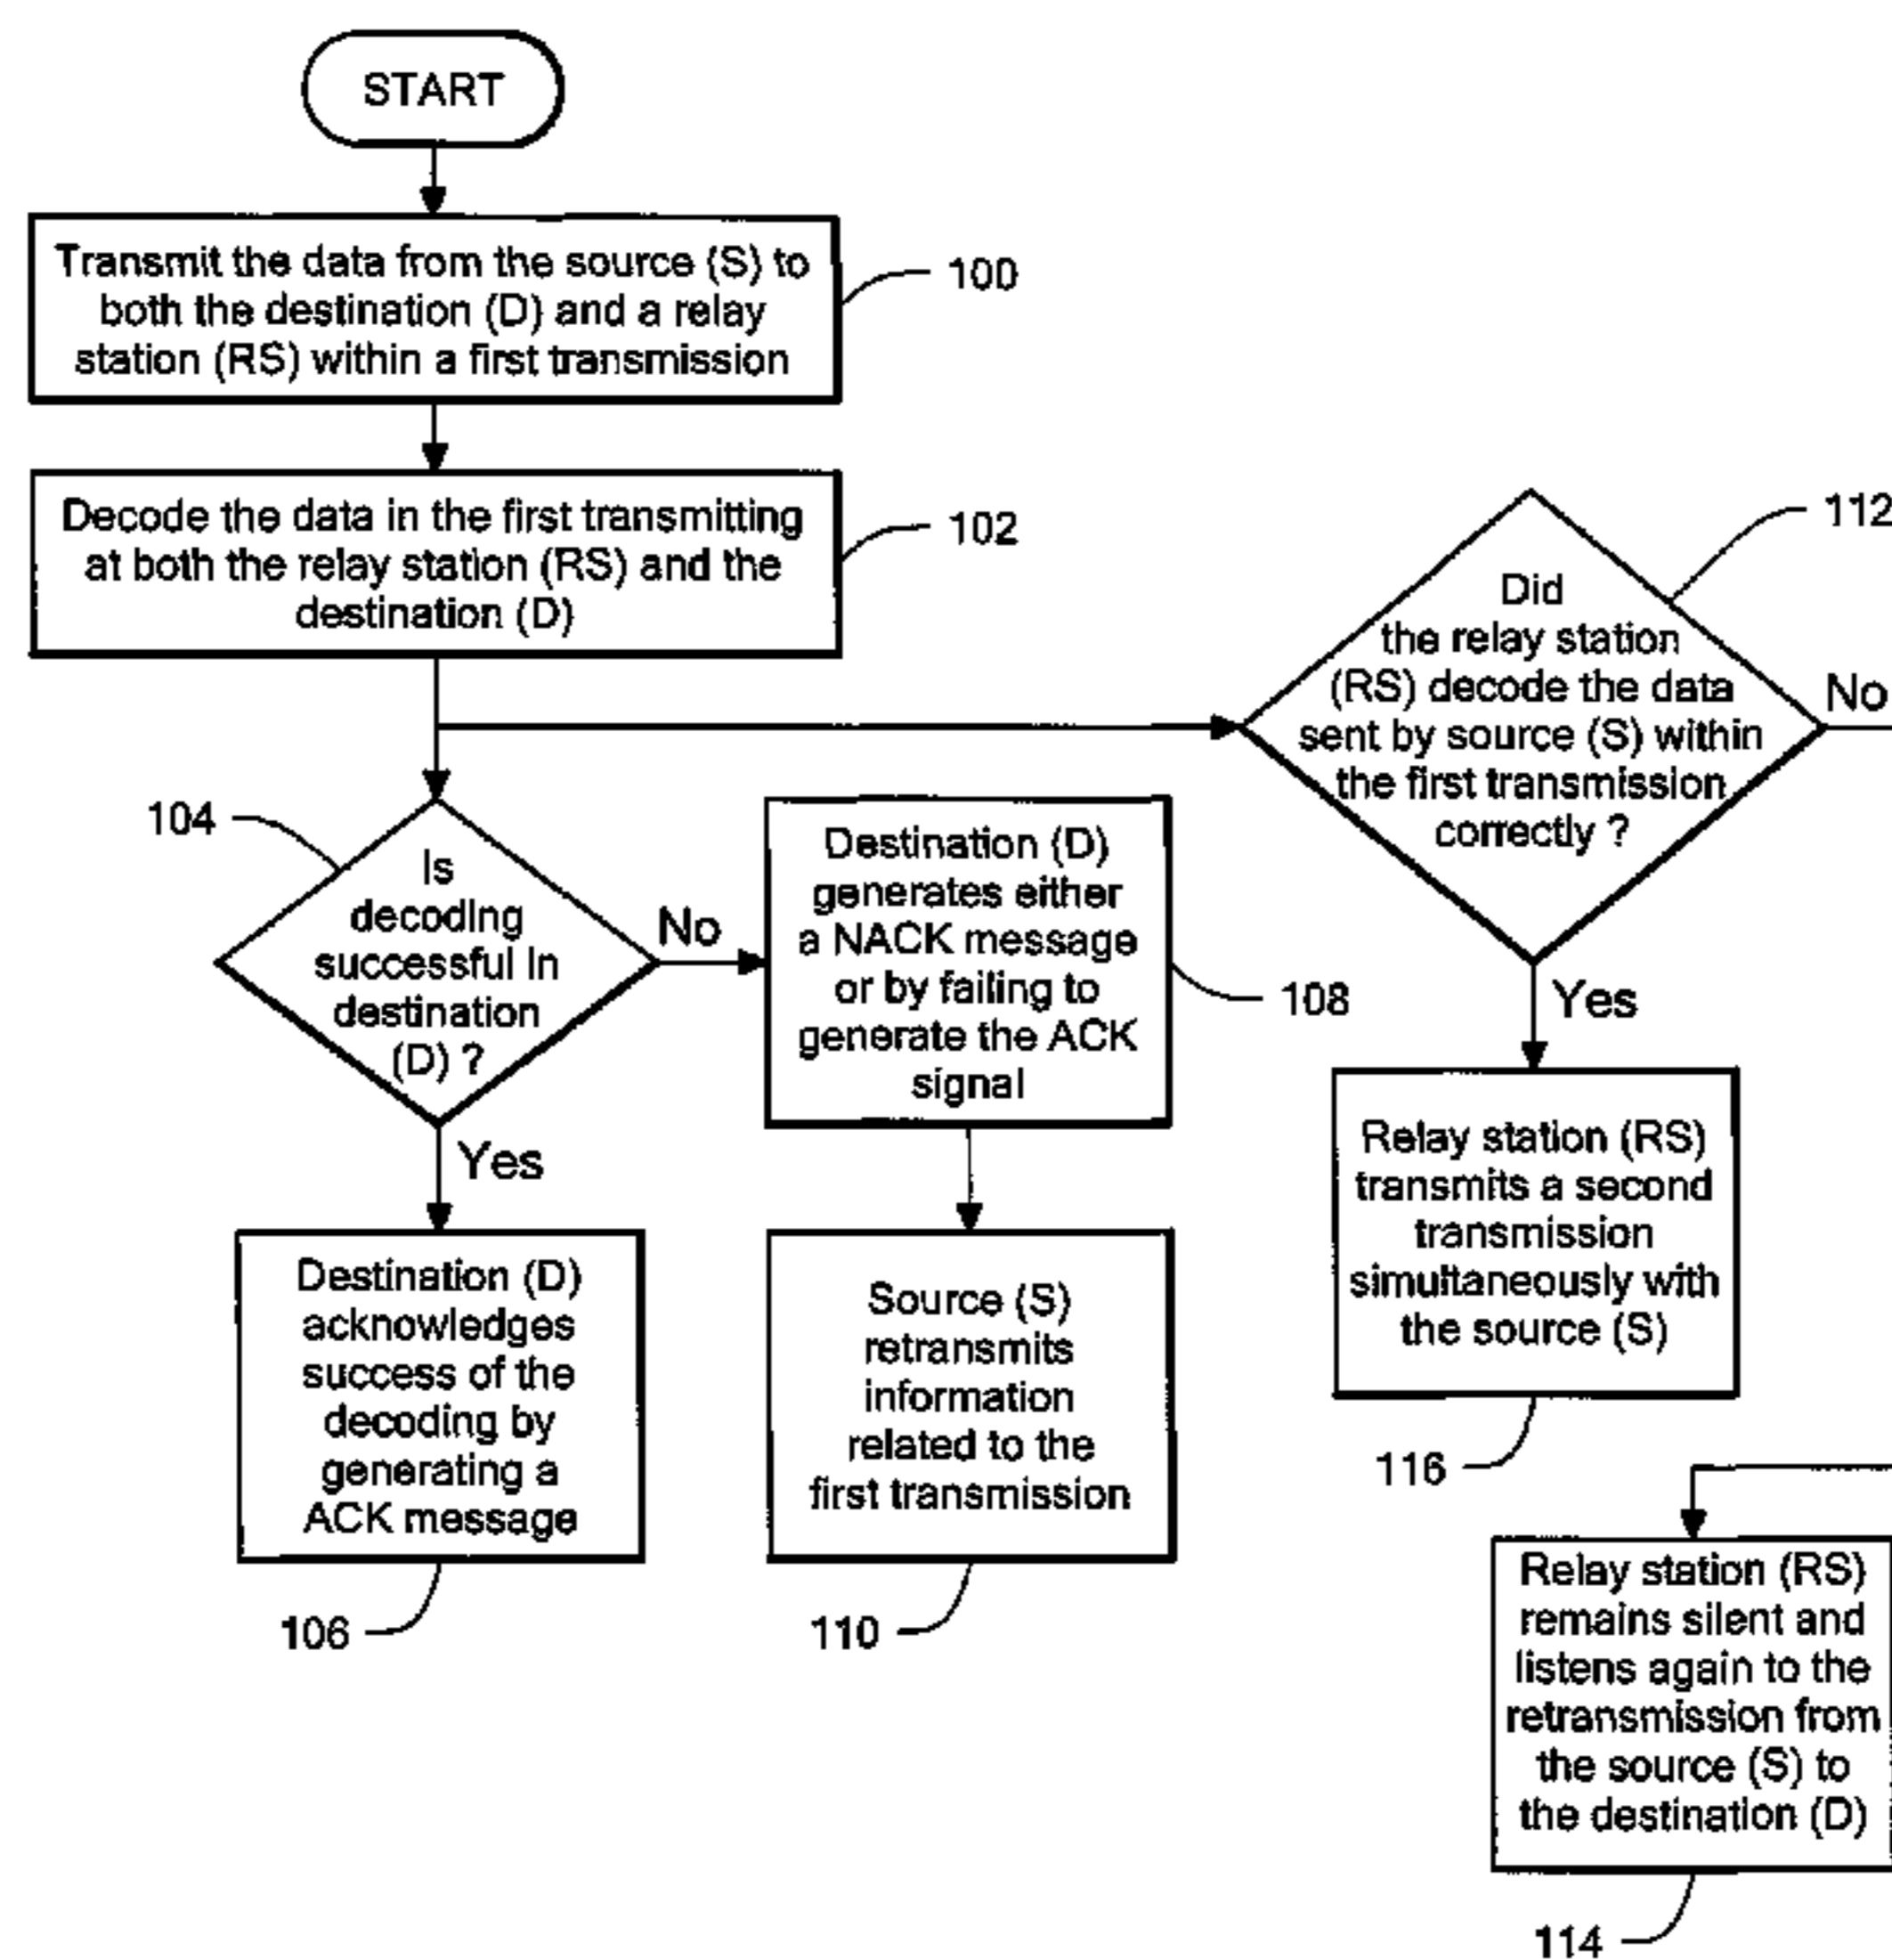 START
Transmit the data from the source (S) to
both the destination (D) and a relay
station (RS) within a first transmission
100
Decode the data in the first transmitting
at both the relay station (RS) and the
destination (D)
102
104
Is
decoding
successful in
destination
(D) ?
No
Yes
Destination (D)
acknowledges
success of the
decoding by
generating a
ACK message
106
Destination (D)
generates either
a NACK message
or by failing to
generate the ACK
signal
108
Source (S)
retransmits
information
related to the
first transmission
110
112
Did
the relay station
(RS) decode the data
sent by source (S) within
the first transmission
correctly ?
No
Yes
Relay station (RS)
transmits a second
transmission
simultaneously with
the source (S)
116
Relay station (RS)
remains silent and
listens again to the
retransmission from
the source (S) to
the destination (D)
114